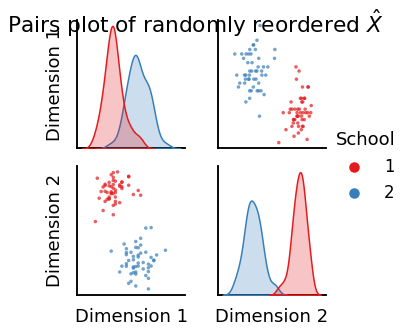 Pairs plot of randomly reordered X̂
Dimension 1
School
1
2
Dimension 2
Dimension 1
Dimension 2